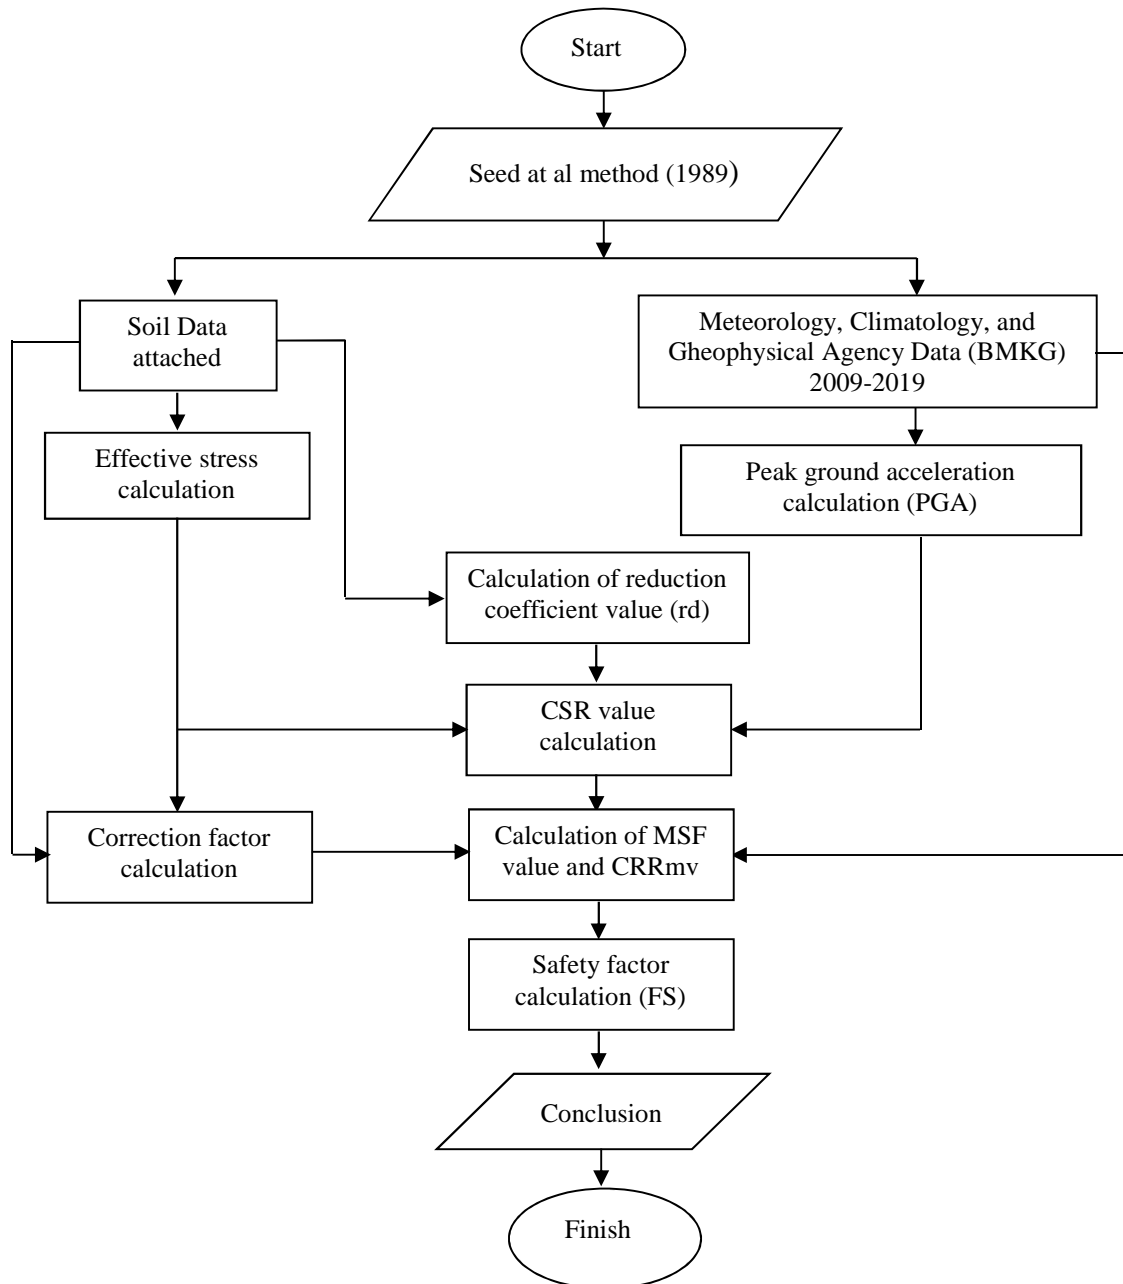 Start
Seed at al method (1989)
Soil Data
attached
Meteorology, Climatology, and
Gheophysical Agency Data (BMKG)
2009-2019
Effective stress
calculation
Peak ground acceleration
calculation (PGA)
Calculation of reduction
coefficient value (rd)
CSR value
calculation
Correction factor
calculation
Calculation of MSF
value and CRRmv
Safety factor
calculation (FS)
Conclusion
Finish